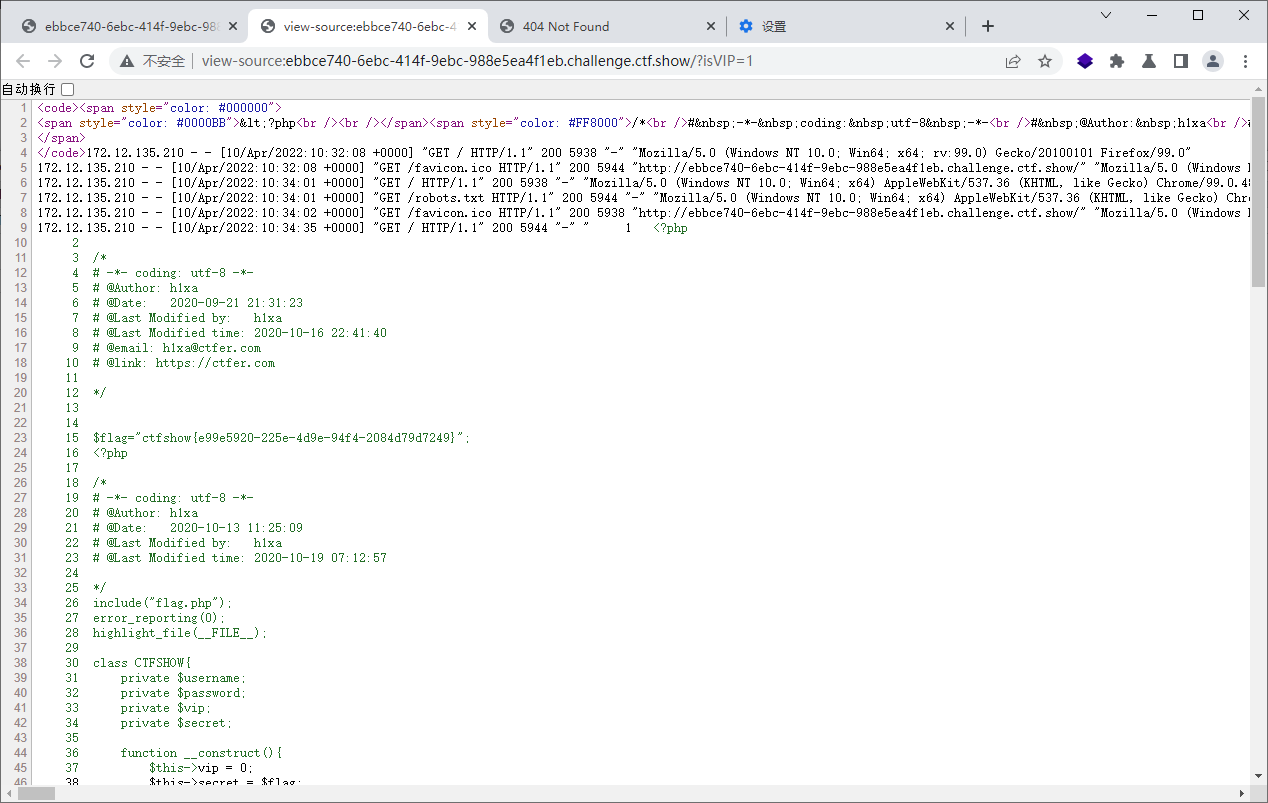 ebbce740-6ebc-414f-9ebc-98
view-source:ebbce740-6ebc-4
404 Not Found
设置
不安全
view-source:ebbce740-6ebc-414f-9ebc-988e5ea4f1eb.challenge.ctf.show/?isVIP=1
自动换行
1 <code><span style="color: #000000">
2 <span style="color: #0000BB">&lt;?php<br /><br /></span><span style="color: #FF8000">/*<br />#&nbsp;-*-&nbsp;coding:&nbsp;utf-8&nbsp;-*-<br />#&nbsp;@Author:&nbsp;h1xa<br />
3 </span>
4 </code>172.12.135.210 - - [10/Apr/2022:10:32:08 +0000] "GET / HTTP/1.1" 200 5938 "-" "Mozilla/5.0 (Windows NT 10.0; Win64; x64; rv:99.0) Gecko/20100101 Firefox/99.0"
5 172.12.135.210 - - [10/Apr/2022:10:32:08 +0000] "GET /favicon.ico HTTP/1.1" 200 5944 "http://ebbce740-6ebc-414f-9ebc-988e5ea4f1eb.challenge.ctf.show/" "Mozilla/5.0 (Windows
6 172.12.135.210 - - [10/Apr/2022:10:34:01 +0000] "GET / HTTP/1.1" 200 5938 "-" "Mozilla/5.0 (Windows NT 10.0; Win64; x64) AppleWebKit/537.36 (KHTML, like Gecko) Chrome/99.0.48
7 172.12.135.210 - - [10/Apr/2022:10:34:01 +0000] "GET /robots.txt HTTP/1.1" 200 5944 "-" "Mozilla/5.0 (Windows NT 10.0; Win64; x64) AppleWebKit/537.36 (KHTML, like Gecko) Chr
8 172.12.135.210 - - [10/Apr/2022:10:34:02 +0000] "GET /favicon.ico HTTP/1.1" 200 5938 "http://ebbce740-6ebc-414f-9ebc-988e5ea4f1eb.challenge.ctf.show/" "Mozilla/5.0 (Windows
9 172.12.135.210 - - [10/Apr/2022:10:34:35 +0000] "GET / HTTP/1.1" 200 5944 "-" " 1 <?php
10 2
11 3 /*
12 4 # -*- coding: utf-8 -*-
13 5 # @Author: h1xa
14 6 # @Date: 2020-09-21 21:31:23
15 7 # @Last Modified by: h1xa
16 8 # @Last Modified time: 2020-10-16 22:41:40
17 9 # @email: h1xa@ctfer.com
18 10 # @link: https://ctfer.com
19 11
20 12 */
21 13
22 14
23 15 $flag="ctfshow{e99e5920-225e-4d9e-94f4-2084d79d7249}";
24 16 <?php
25 17
26 18 /*
27 19 # -*- coding: utf-8 -*-
28 20 # @Author: h1xa
29 21 # @Date: 2020-10-13 11:25:09
30 22 # @Last Modified by: h1xa
31 23 # @Last Modified time: 2020-10-19 07:12:57
32 24
33 25 */
34 26 include("flag.php");
35 27 error_reporting(0);
36 28 highlight_file(__FILE__);
37 29
38 30 class CTFSHOW{
39 31 private $username;
40 32 private $password;
41 33 private $vip;
42 34 private $secret;
43 35
44 36 function __construct(){
45 37 $this->vip = 0;
46 38 $this->secret = $flag;